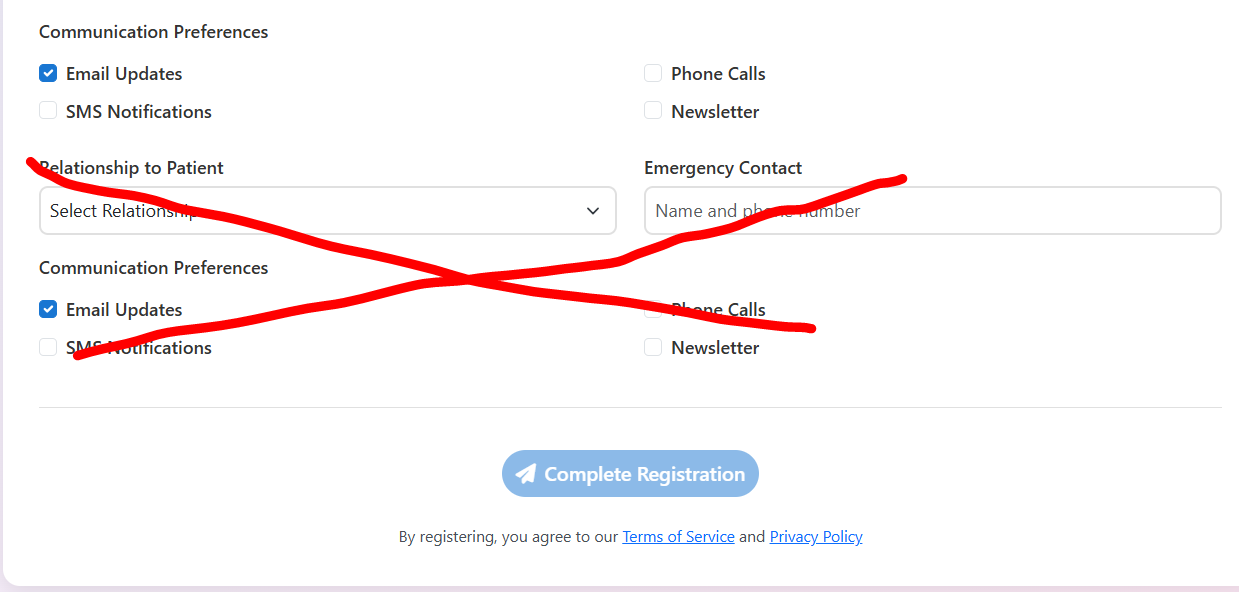 Communication Preferences
Email Updates
Phone Calls
SMS Notifications
Newsletter
Relationship to Patient
Emergency Contact
Select Relationship
Name and phone number
Communication Preferences
Email Updates
Phone Calls
SMS Notifications
Newsletter
Complete Registration
By registering, you agree to our Terms of Service and Privacy Policy